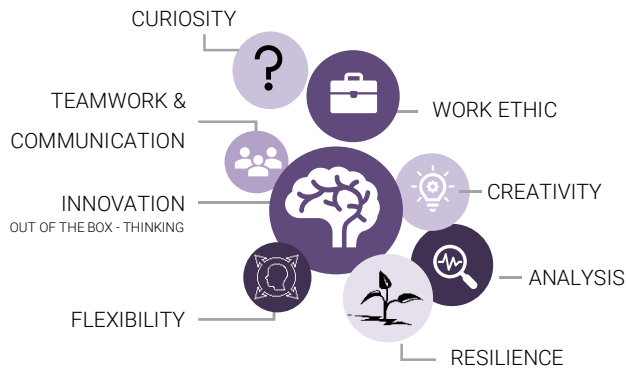 CURIOSITY
?
TEAMWORK &
COMMUNICATION
WORK ETHIC
INNOVATION
OUT OF THE BOX - THINKING
CREATIVITY
ANALYSIS
FLEXIBILITY
RESILIENCE